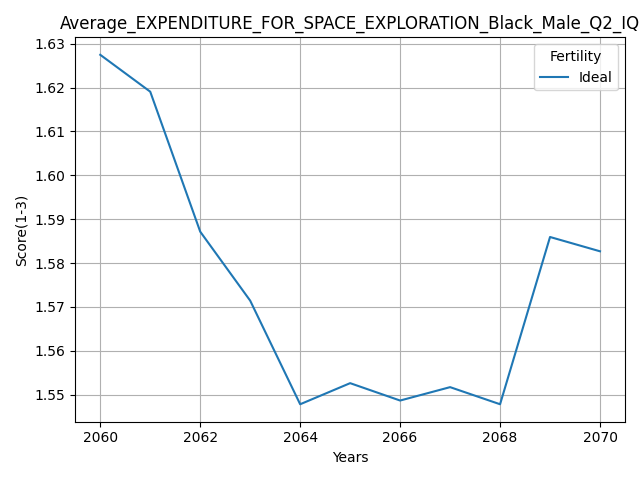 Average_EXPENDITURE_FOR_SPACE_EXPLORATION_Black_Male_Q2_IQ
1.63
1.62
1.61
1.60
1.59
1.58
1.57
1.56
1.55
Score(1-3)
Fertility
Ideal
2060 2062 2064 2066 2068 2070
Years